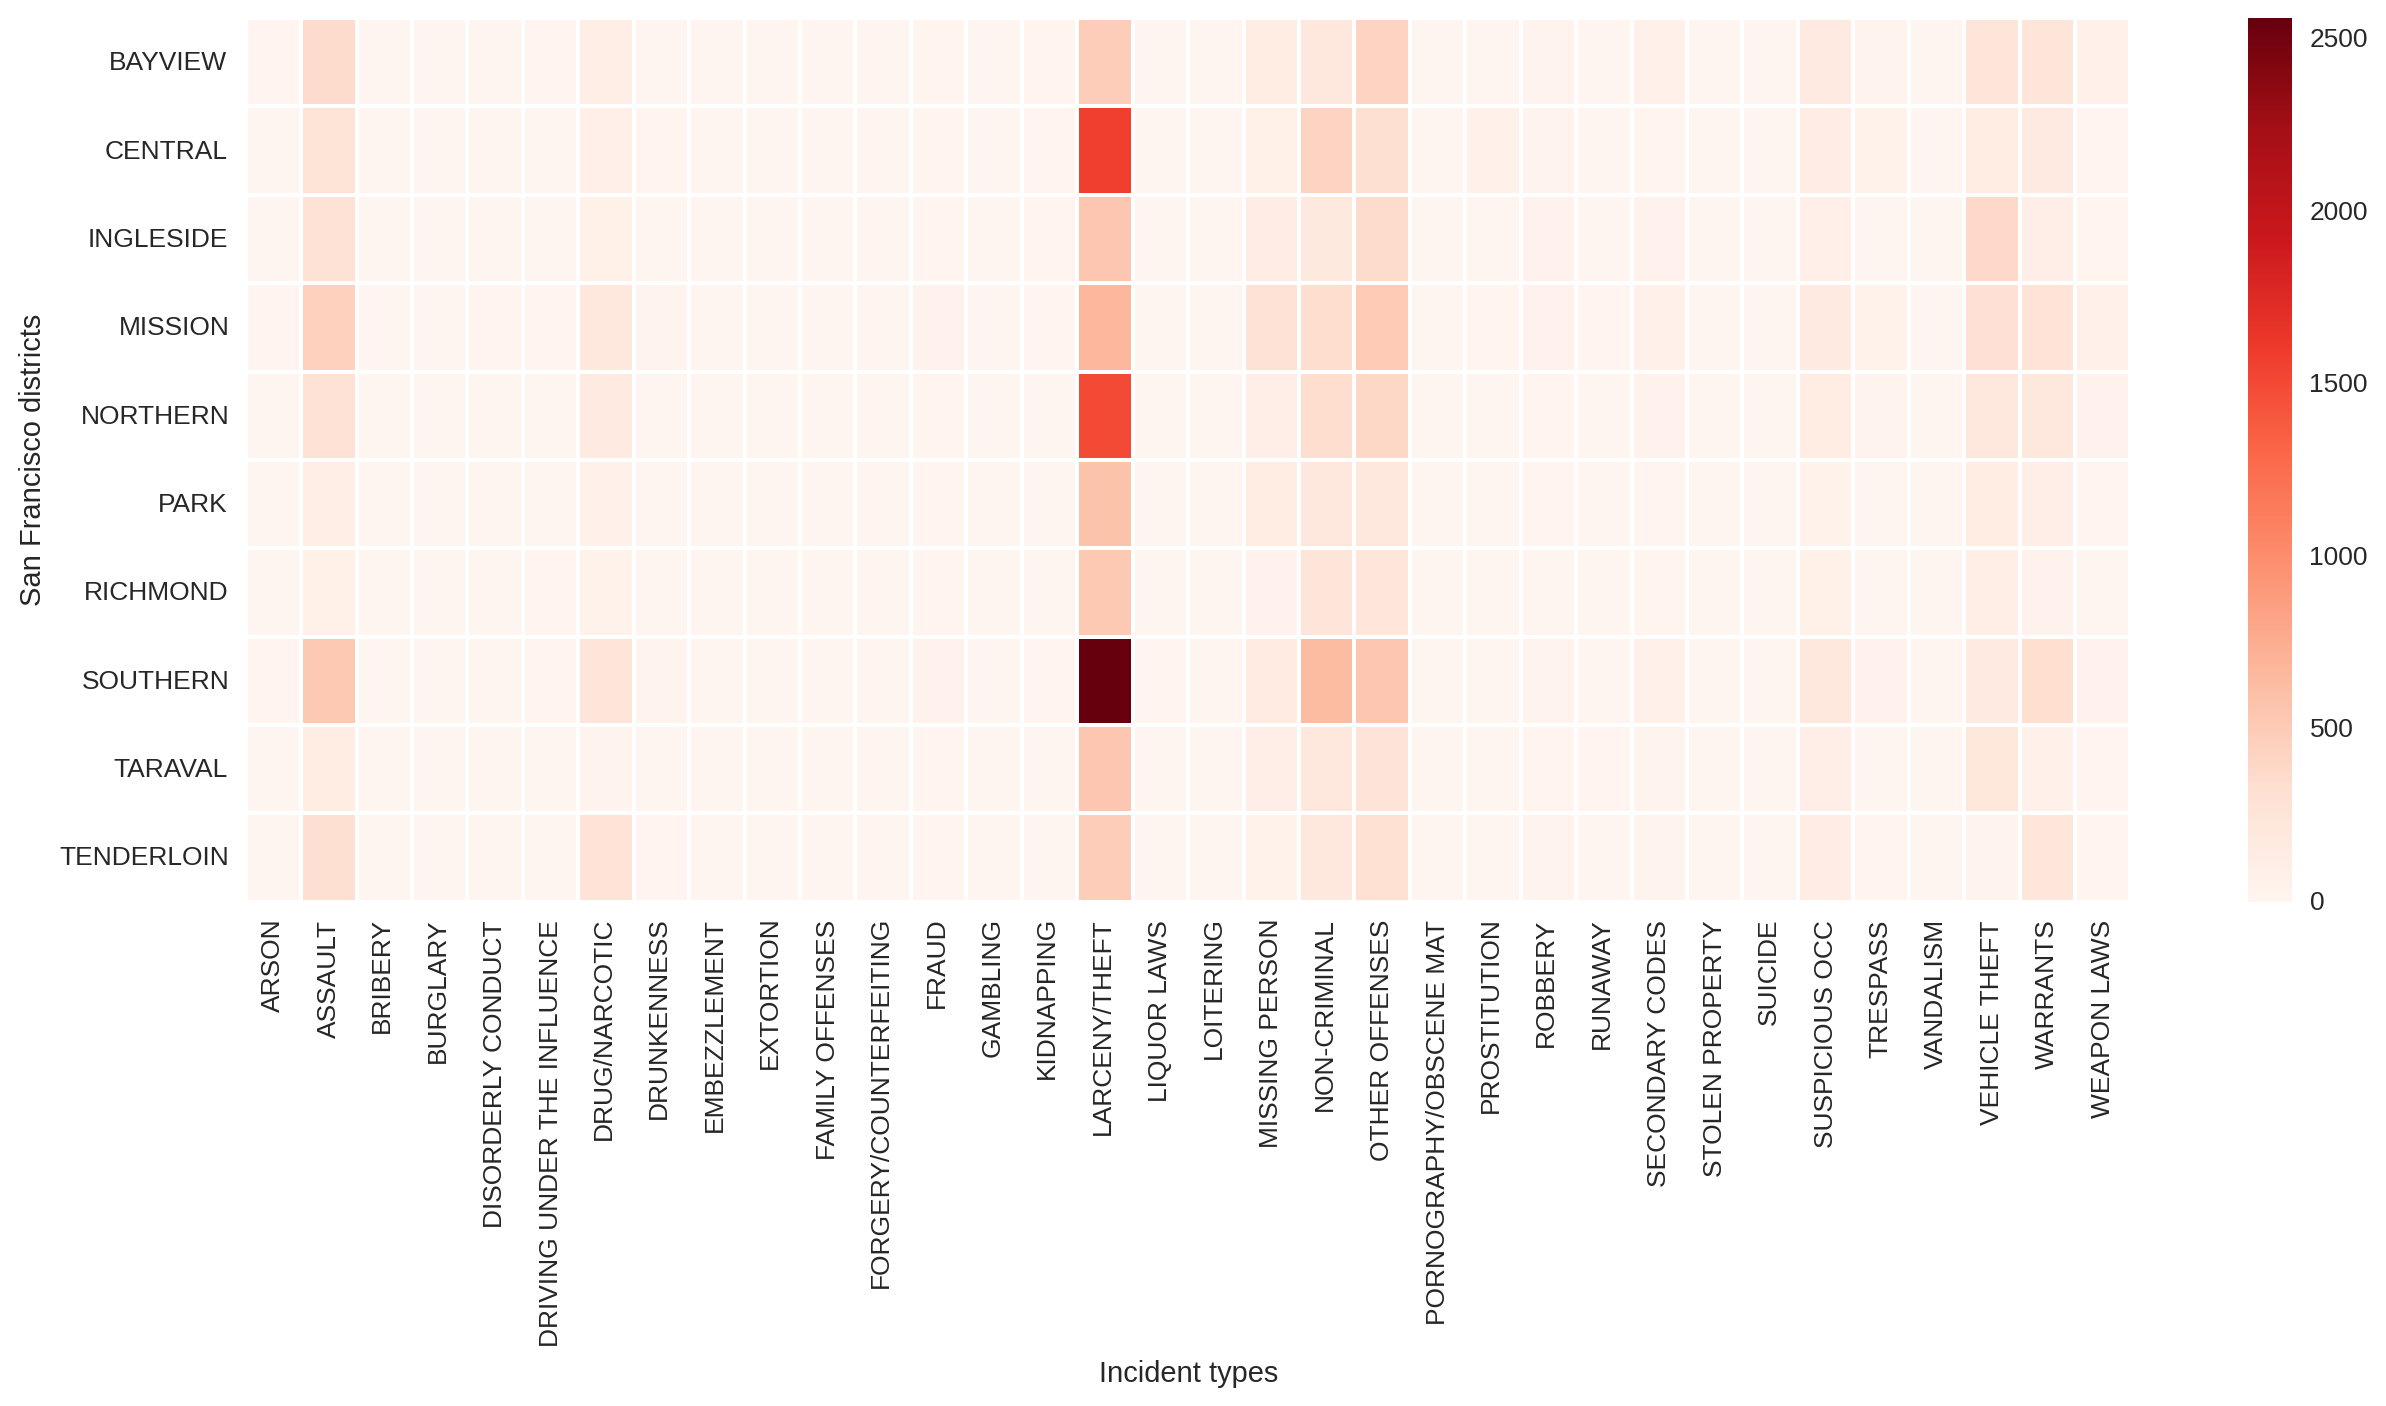 San Francisco districts
BAYVIEW
CENTRAL
INGLESIDE
MISSION
NORTHERN
PARK
RICHMOND
SOUTHERN
TARAVAL
TENDERLOIN
ARSON
ASSAULT
BRIBERY
BURGLARY
DISORDERLY CONDUCT
DRIVING UNDER THE INFLUENCE
DRUG/NARCOTIC
DRUNKENNESS
EMBEZZLEMENT
EXTORTION
FAMILY OFFENSES
FORGERY/COUNTERFEITING
FRAUD
GAMBLING
KIDNAPPING
LARCENY/THEFT
LIQUOR LAWS
LOITERING
MISSING PERSON
NON-CRIMINAL
OTHER OFFENSES
PORNOGRAPHY/OBSCENE MAT
PROSTITUTION
ROBBERY
RUNAWAY
SECONDARY CODES
STOLEN PROPERTY
SUICIDE
SUSPICIOUS OCC
TRESPASS
VANDALISM
VEHICLE THEFT
WARRANTS
WEAPON LAWS
Incident types
2500
2000
1500
1000
500
0